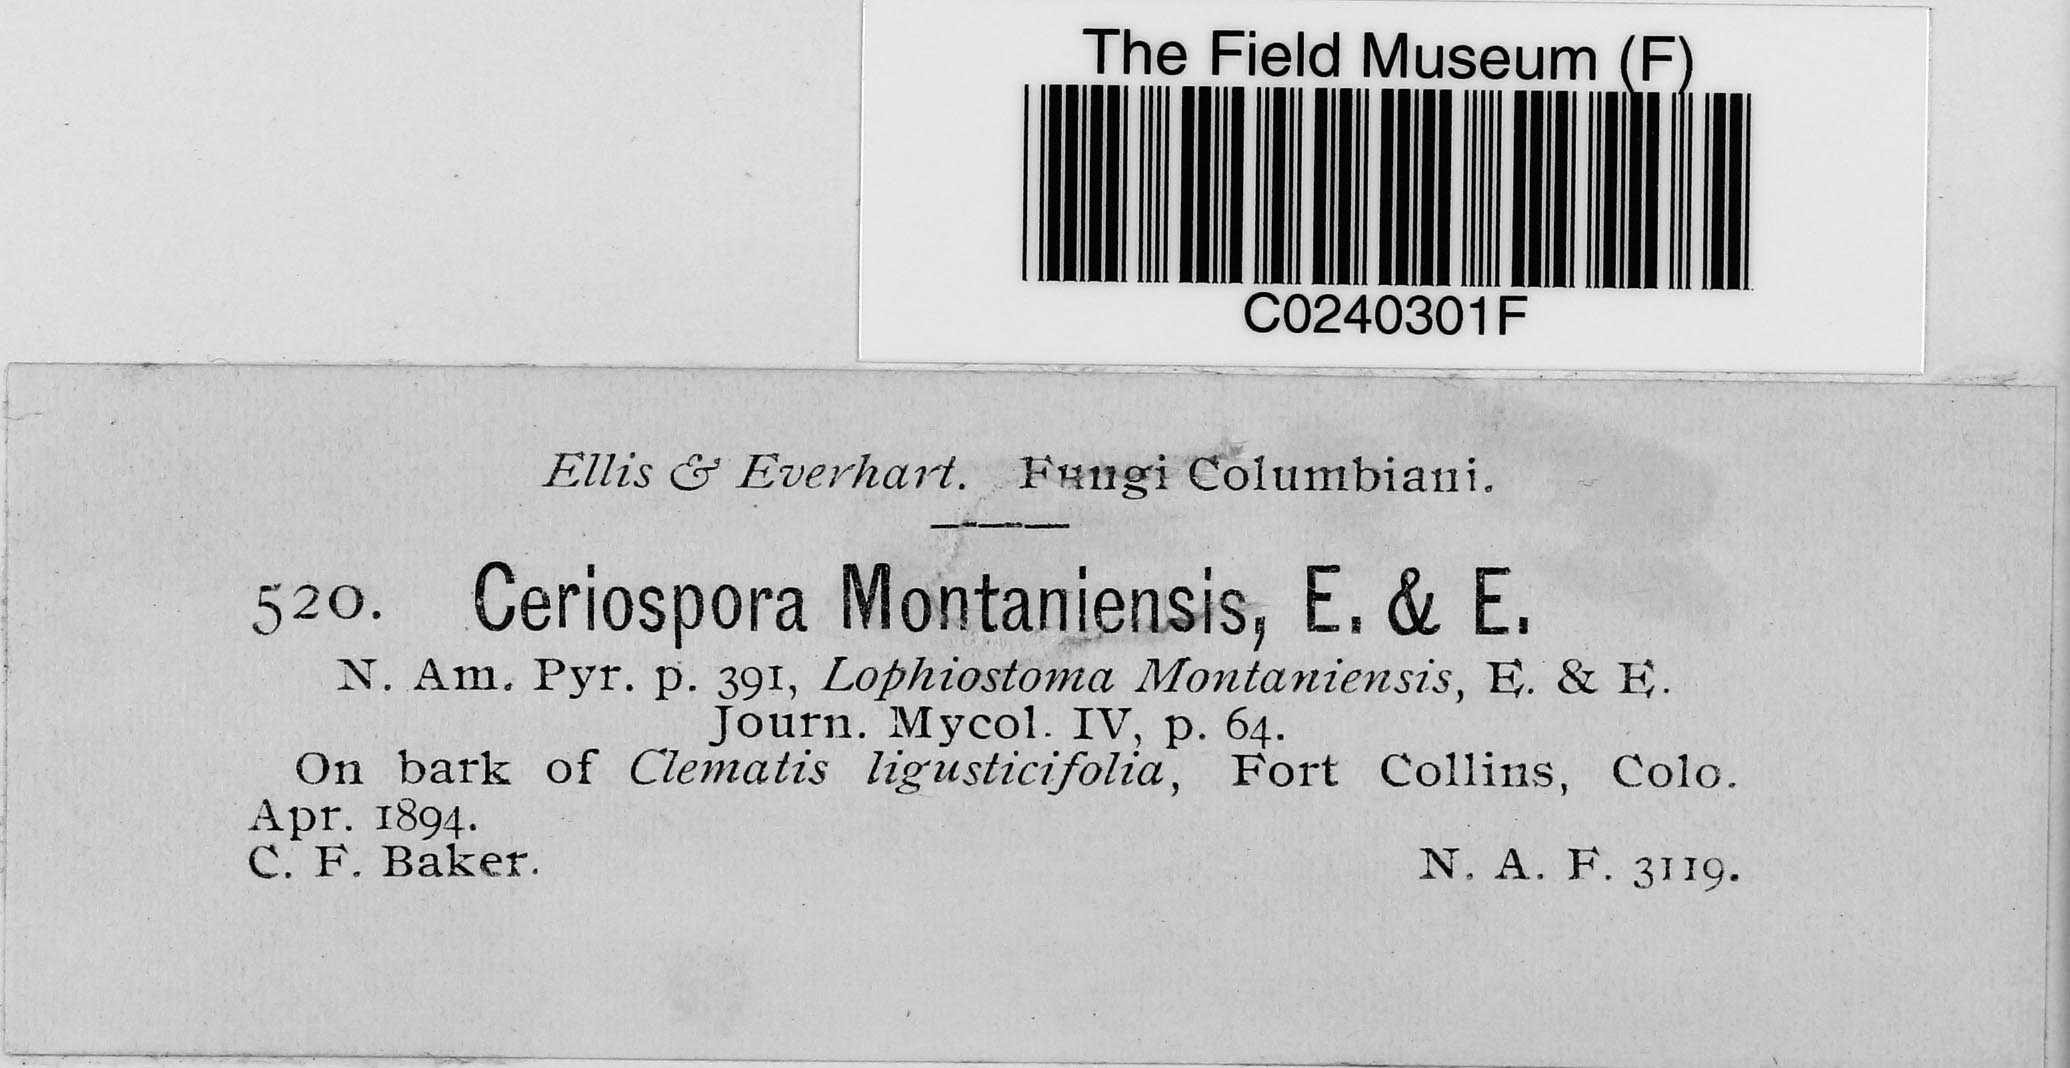 The Field Museum (F)
C0240301F
Ellis & Everhart. Fungi Columbiani.
520. Ceriospora Montaniensis, E. & E.
N. Am. Pyr. p. 391, Lophiostoma Montaniensis, E. & E.
Journ. Mycol. IV, p. 64.
On bark of Clematis ligusticifolia, Fort Collins, Colo.
Apr. 1894.
C. F. Baker. N. A. F. 3119.